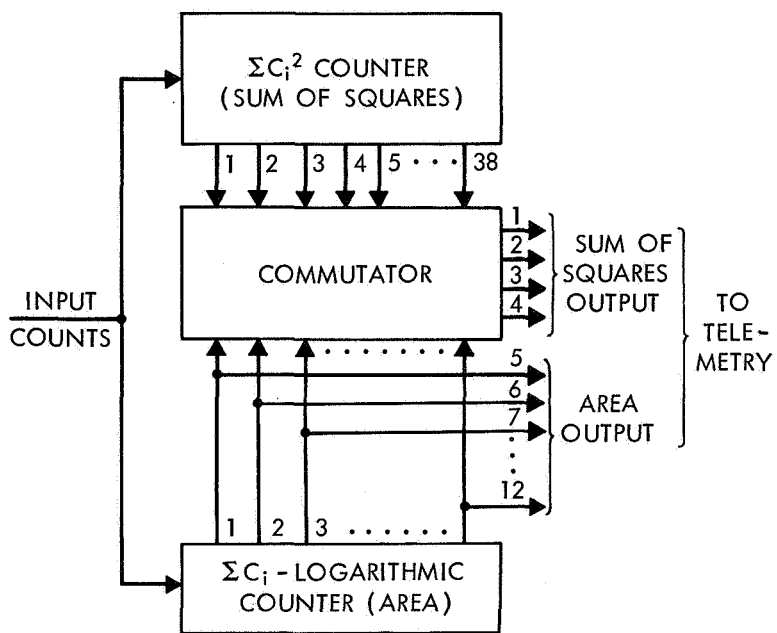 ΣCi² COUNTER
(SUM OF SQUARES)
1 2 3 4 5 · · · 38
COMMUTATOR
1
2
3
4
SUM OF
SQUARES
OUTPUT
INPUT
COUNTS
TO
TELE-
METRY
5
6
7
12
AREA
OUTPUT
1 2 3 · · · · · ·
ΣCi - LOGARITHMIC
COUNTER (AREA)